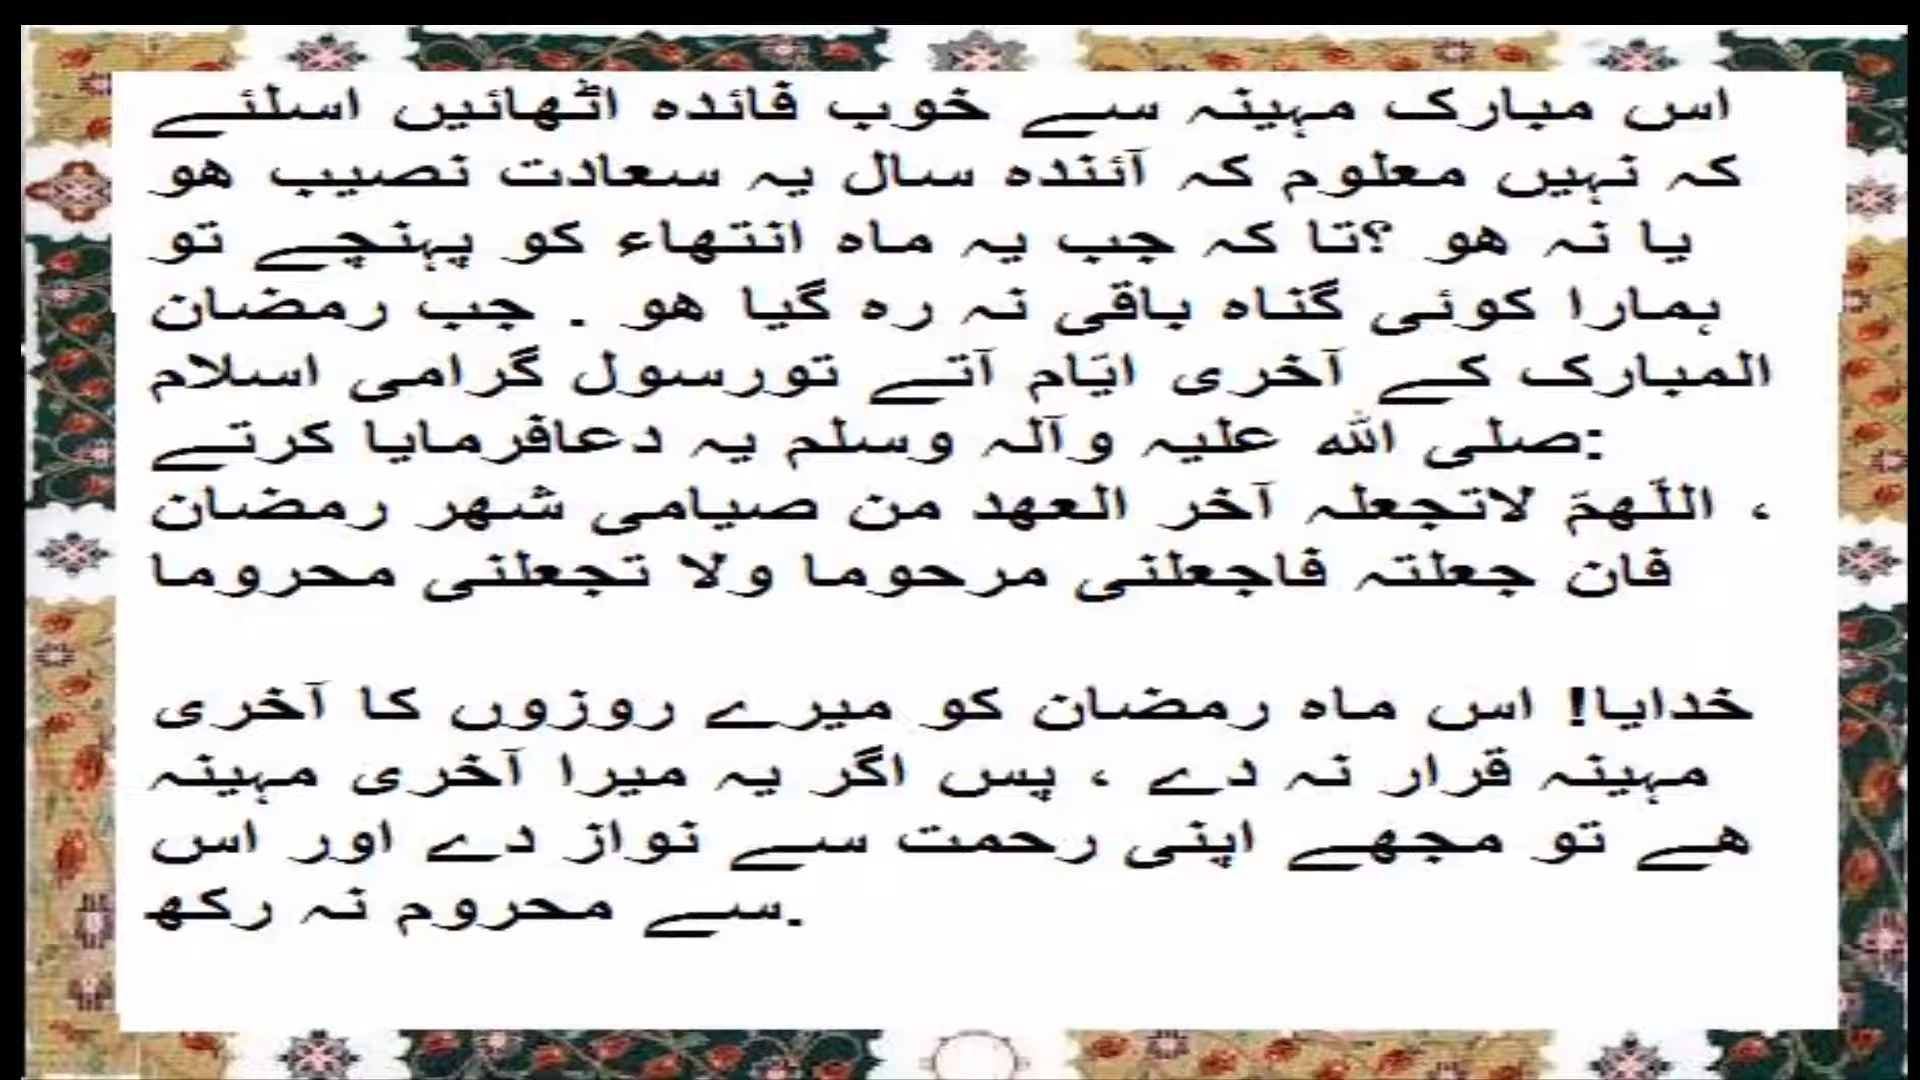 اس مبارک مہینہ سے خوب فائدہ اٹھائیں اسلئے
کہ نہیں معلوم کہ آئندہ سال یہ سعادت نصیب ھو
یا نہ ھو ؟تا کہ جب یہ ماہ انتھاء کو پہنچے تو
ہمارا کوئی گناہ باقی نہ رہ گیا ھو . جب رمضان
المبارک کے آخری ایّام آتے تورسول گرامی اسلام
صلی اللہ علیہ وآلہ وسلم یہ دعافرمایا کرتے:
، اللّھمّ لاتجعلہ آخر العھد من صیامی شھر رمضان
فان جعلتہ فاجعلنی مرحوما ولا تجعلنی محروما
خدایا! اس ماہ رمضان کو میرے روزوں کا آخری
مہینہ قرار نہ دے ، پس اگر یہ میرا آخری مہینہ
ھے تو مجھے اپنی رحمت سے نواز دے اور اس
سے محروم نہ رکھ.